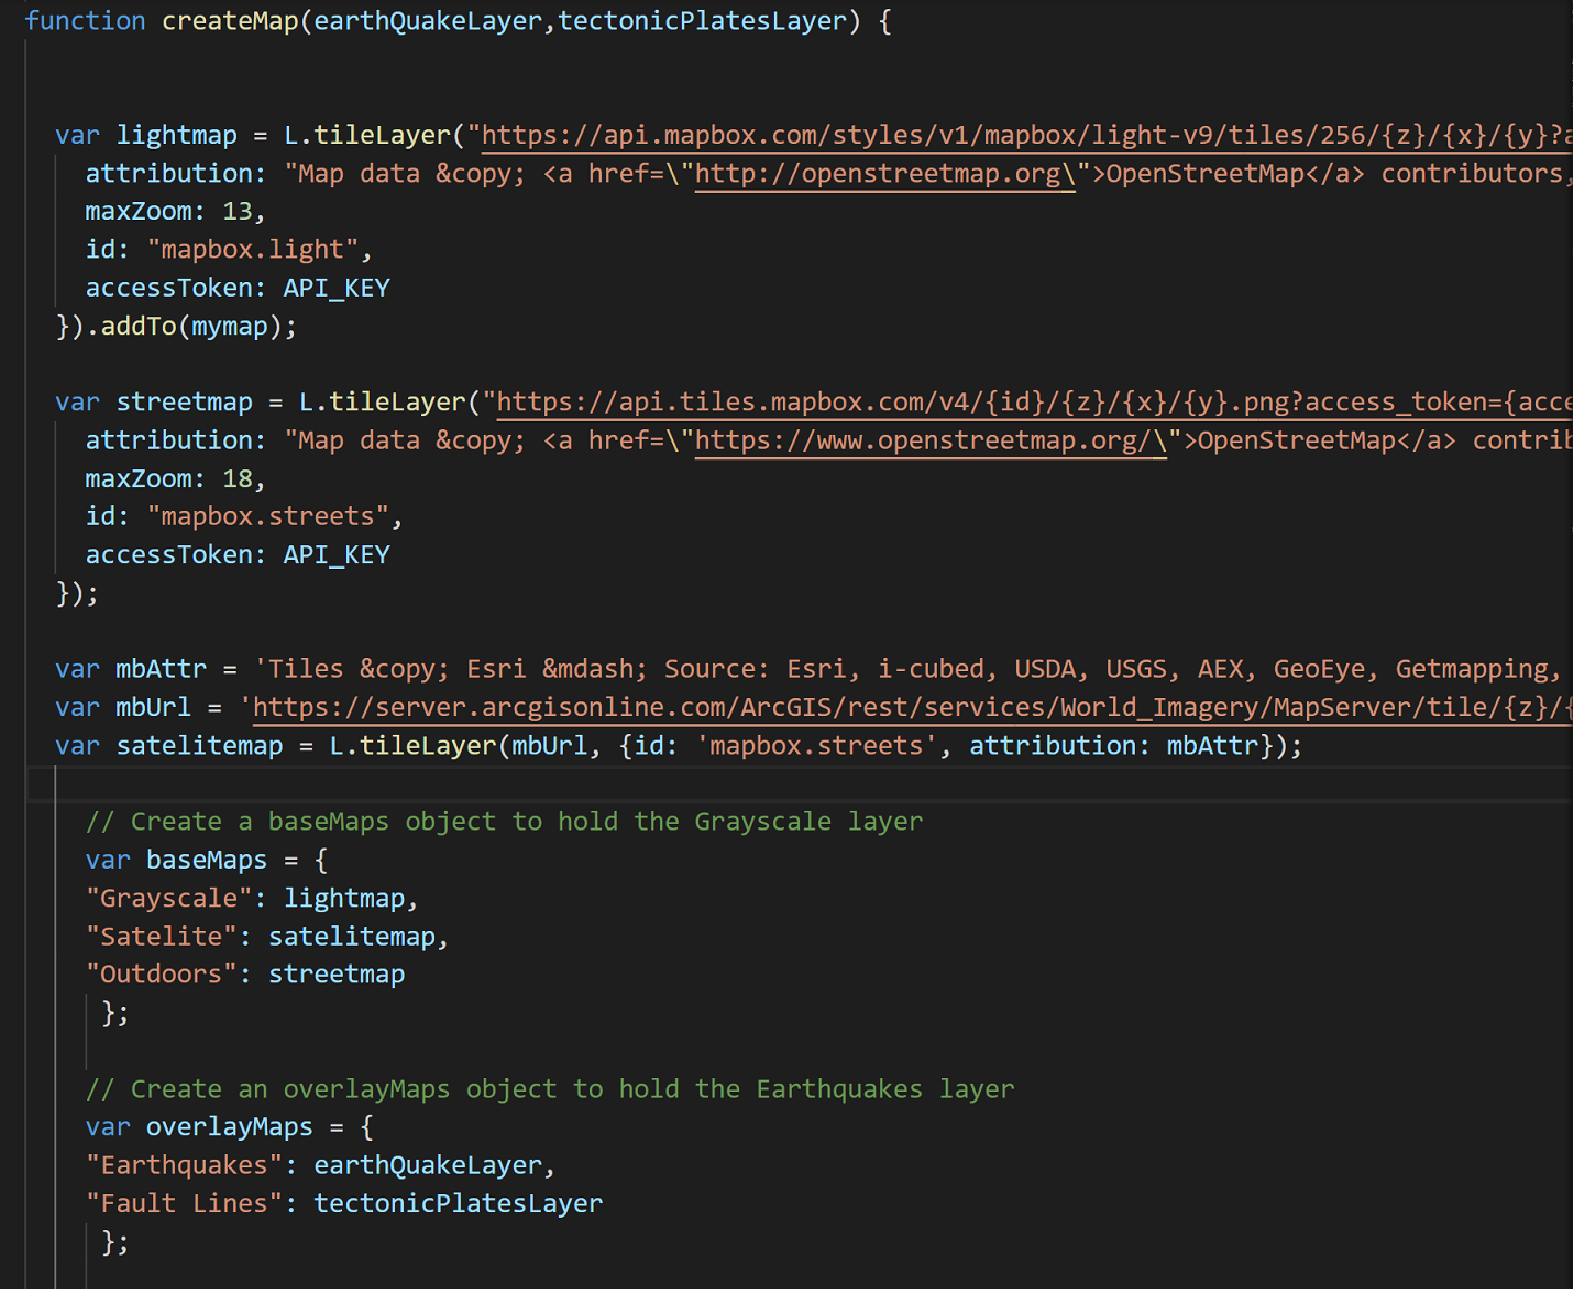 function createMap(earthQuakeLayer,tectonicPlatesLayer) {
var lightmap = L.tileLayer("https://api.mapbox.com/styles/v1/mapbox/light-v9/tiles/256/{z}/{x}/{y}?a
attribution: "Map data &copy; <a href=\"http://openstreetmap.org\">OpenStreetMap</a> contributors,
maxZoom: 13,
id: "mapbox.light",
accessToken: API_KEY
}).addTo(mymap);
var streetmap = L.tileLayer("https://api.tiles.mapbox.com/v4/{id}/{z}/{x}/{y}.png?access_token={acce
attribution: "Map data &copy; <a href=\"https://www.openstreetmap.org/\">OpenStreetMap</a> contrib
maxZoom: 18,
id: "mapbox.streets",
accessToken: API_KEY
});
var mbAttr = 'Tiles &copy; Esri &mdash; Source: Esri, i-cubed, USDA, USGS, AEX, GeoEye, Getmapping,
var mbUrl = 'https://server.arcgisonline.com/ArcGIS/rest/services/World_Imagery/MapServer/tile/{z}/{
var satelitemap = L.tileLayer(mbUrl, {id: 'mapbox.streets', attribution: mbAttr});
// Create a baseMaps object to hold the Grayscale layer
var baseMaps = {
"Grayscale": lightmap,
"Satelite": satelitemap,
"Outdoors": streetmap
};
// Create an overlayMaps object to hold the Earthquakes layer
var overlayMaps = {
"Earthquakes": earthQuakeLayer,
"Fault Lines": tectonicPlatesLayer
};